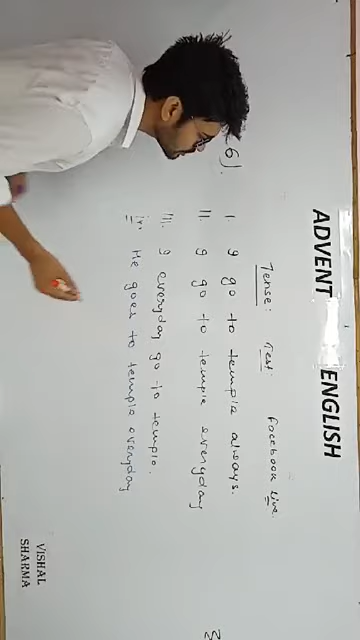 ADVENT ENGLISH
Tense: Test: Facebook Live.
6).
I. I go to temple always.
II. I go to temple everyday
III. I everyday go to temple.
iv. He goes to temple everyday
VISHAL
SHARMA